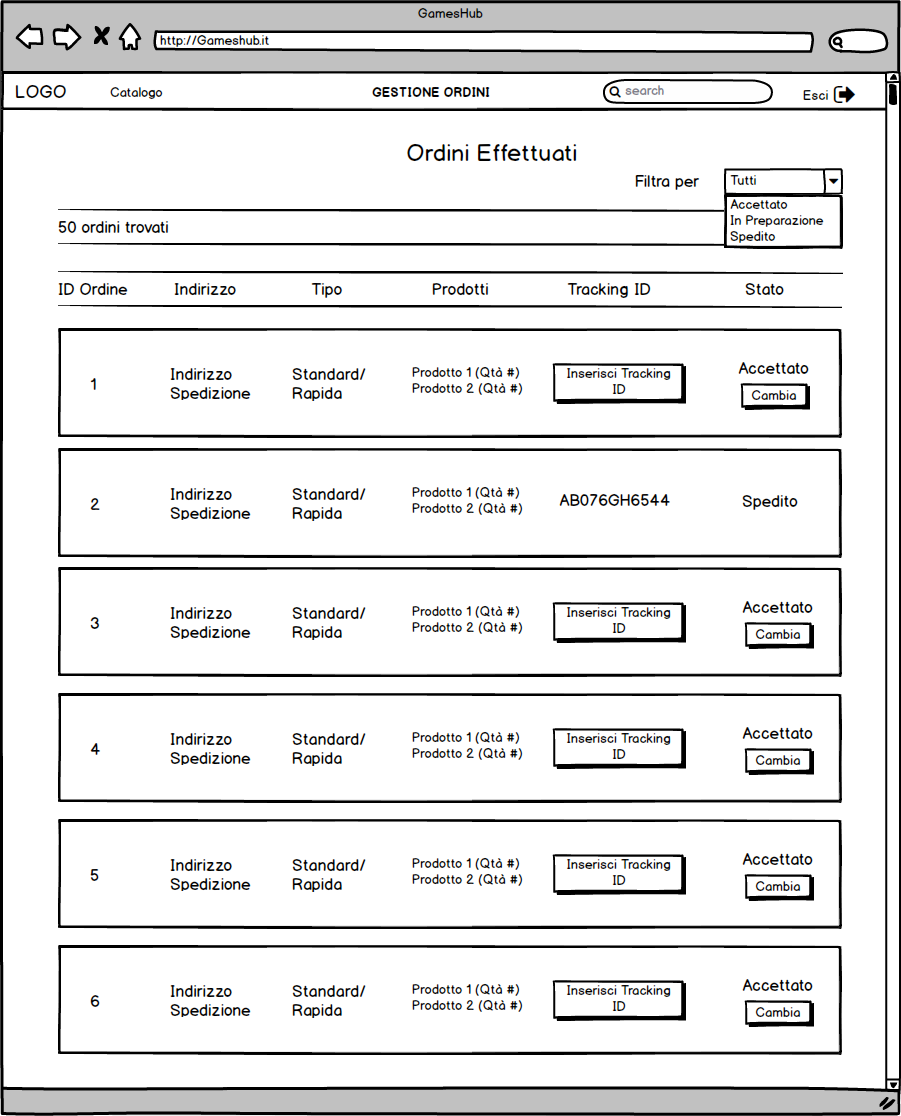 GamesHub
http://Gameshub.it
LOGO Catalogo GESTIONE ORDINI search Esci
Ordini Effettuati
Filtra per Tutti
Accettato
In Preparazione
Spedito
50 ordini trovati
ID Ordine Indirizzo Tipo Prodotti Tracking ID Stato
1
Indirizzo
Spedizione
Standard/
Rapida
Prodotto 1 (Qtà #)
Prodotto 2 (Qtà #)
Inserisci Tracking
ID
Accettato
Cambia
2
Indirizzo
Spedizione
Standard/
Rapida
Prodotto 1 (Qtà #)
Prodotto 2 (Qtà #)
AB076GH6544
Spedito
3
Indirizzo
Spedizione
Standard/
Rapida
Prodotto 1 (Qtà #)
Prodotto 2 (Qtà #)
Inserisci Tracking
ID
Accettato
Cambia
4
Indirizzo
Spedizione
Standard/
Rapida
Prodotto 1 (Qtà #)
Prodotto 2 (Qtà #)
Inserisci Tracking
ID
Accettato
Cambia
5
Indirizzo
Spedizione
Standard/
Rapida
Prodotto 1 (Qtà #)
Prodotto 2 (Qtà #)
Inserisci Tracking
ID
Accettato
Cambia
6
Indirizzo
Spedizione
Standard/
Rapida
Prodotto 1 (Qtà #)
Prodotto 2 (Qtà #)
Inserisci Tracking
ID
Accettato
Cambia